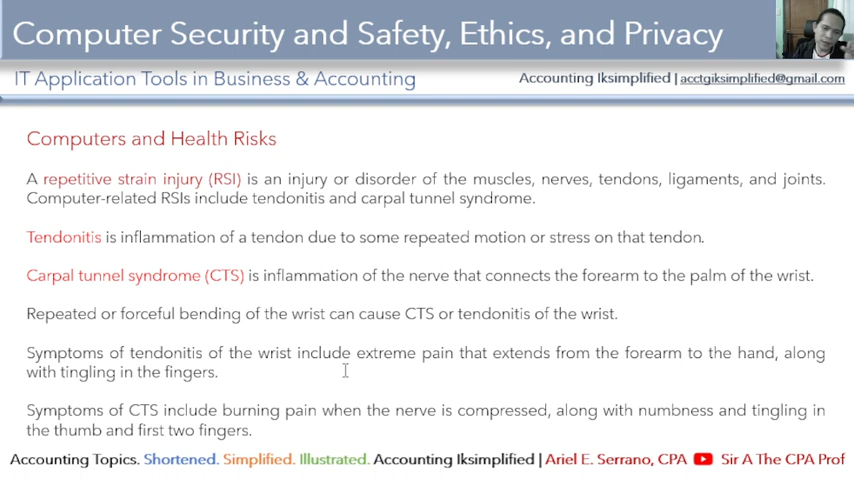 Computer Security and Safety, Ethics, and Privacy
IT Application Tools in Business & Accounting
Accounting Iksimplified | acctgiksimplified@gmail.com
Computers and Health Risks
A repetitive strain injury (RSI) is an injury or disorder of the muscles, nerves, tendons, ligaments, and joints.
Computer-related RSIs include tendonitis and carpal tunnel syndrome.
Tendonitis is inflammation of a tendon due to some repeated motion or stress on that tendon.
Carpal tunnel syndrome (CTS) is inflammation of the nerve that connects the forearm to the palm of the wrist.
Repeated or forceful bending of the wrist can cause CTS or tendonitis of the wrist.
Symptoms of tendonitis of the wrist include extreme pain that extends from the forearm to the hand, along
with tingling in the fingers.
Symptoms of CTS include burning pain when the nerve is compressed, along with numbness and tingling in
the thumb and first two fingers.
Accounting Topics. Shortened. Simplified. Illustrated. Accounting Iksimplified | Ariel E. Serrano, CPA Sir A The CPA Prof